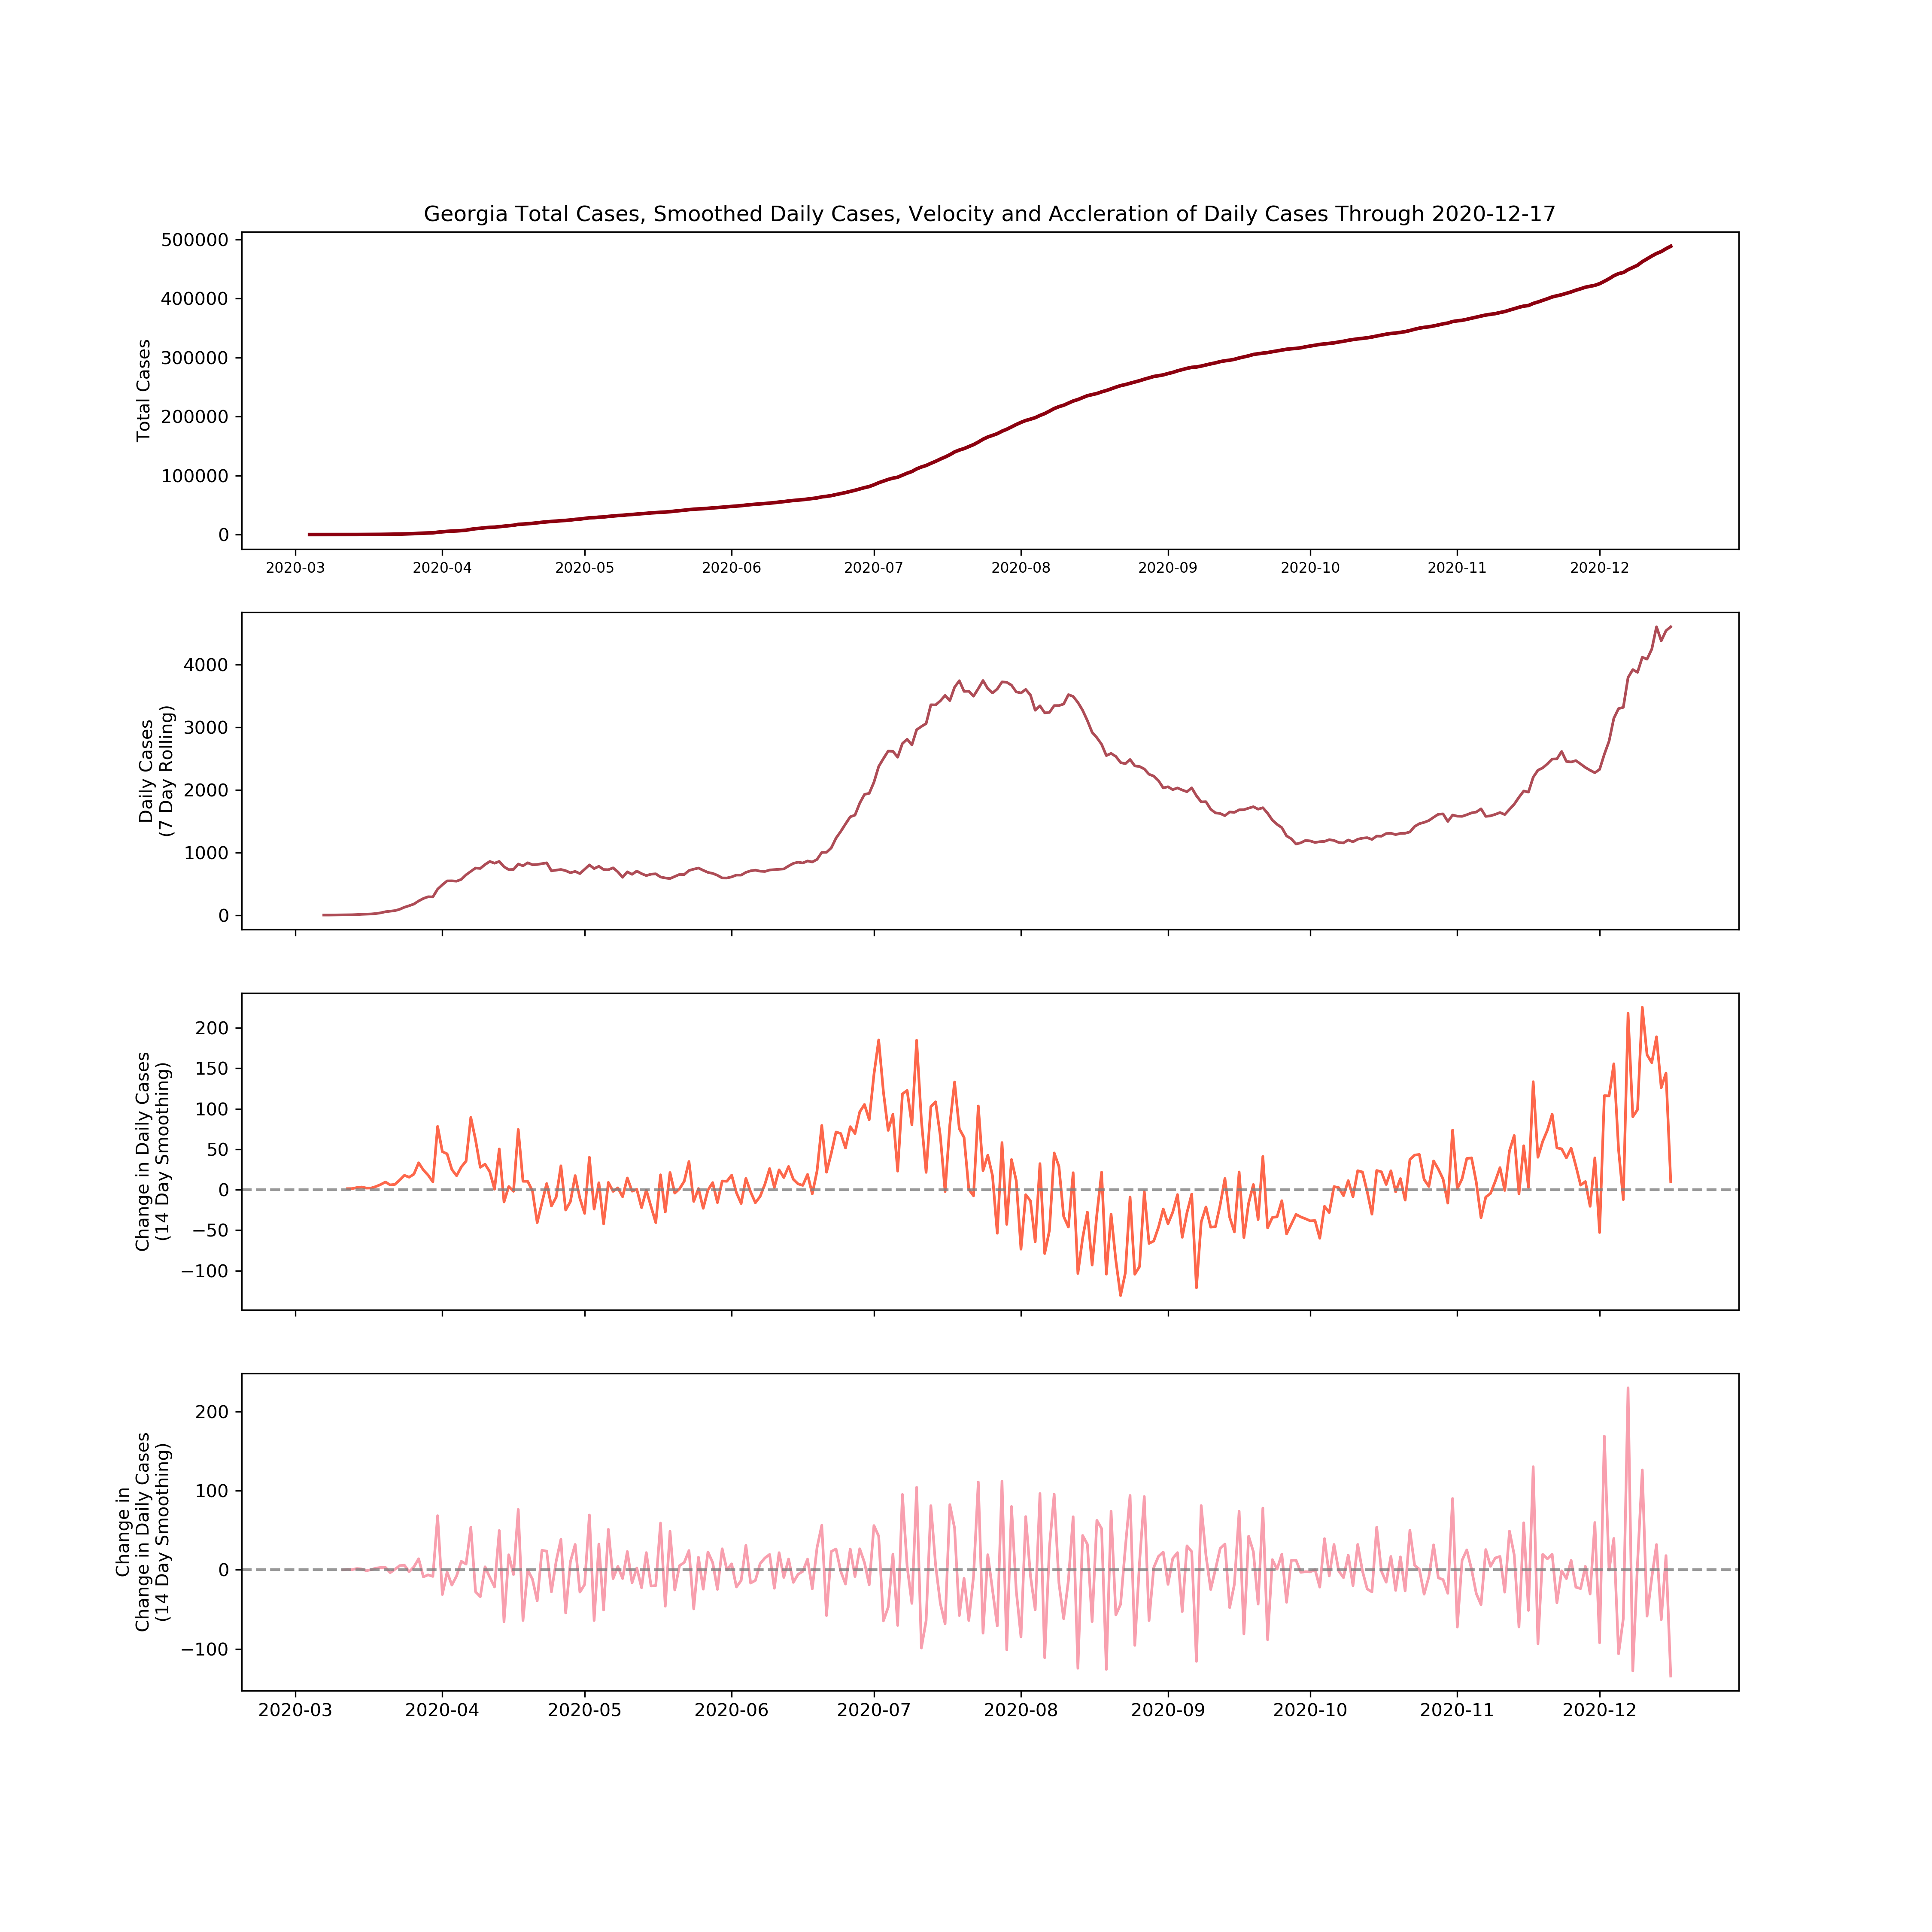 Georgia Total Cases, Smoothed Daily Cases, Velocity and Accleration of Daily Cases Through 2020-12-17
Total Cases
500000
400000
300000
200000
100000
0
2020-03 2020-04 2020-05 2020-06 2020-07 2020-08 2020-09 2020-10 2020-11 2020-12
Daily Cases
(7 Day Rolling)
4000
3000
2000
1000
0
Change in Daily Cases
(14 Day Smoothing)
200
150
100
50
0
−50
−100
Change in
Change in Daily Cases
(14 Day Smoothing)
200
100
0
−100
2020-03 2020-04 2020-05 2020-06 2020-07 2020-08 2020-09 2020-10 2020-11 2020-12